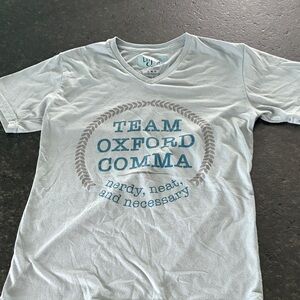 TEAM
OXFORD
COMMA
nerdy, neat,
and necessary